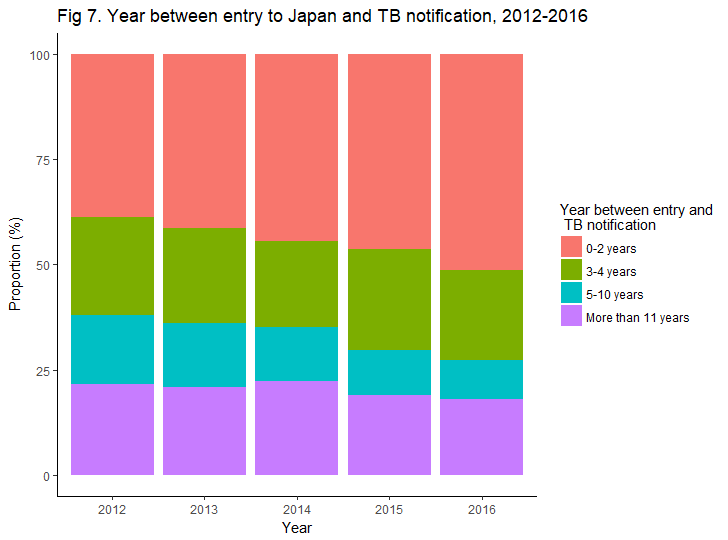 Fig 7. Year between entry to Japan and TB notification, 2012-2016
100
75
50
25
0
Proportion (%)
2012 2013 2014 2015 2016
Year
Year between entry and
TB notification
0-2 years
3-4 years
5-10 years
More than 11 years